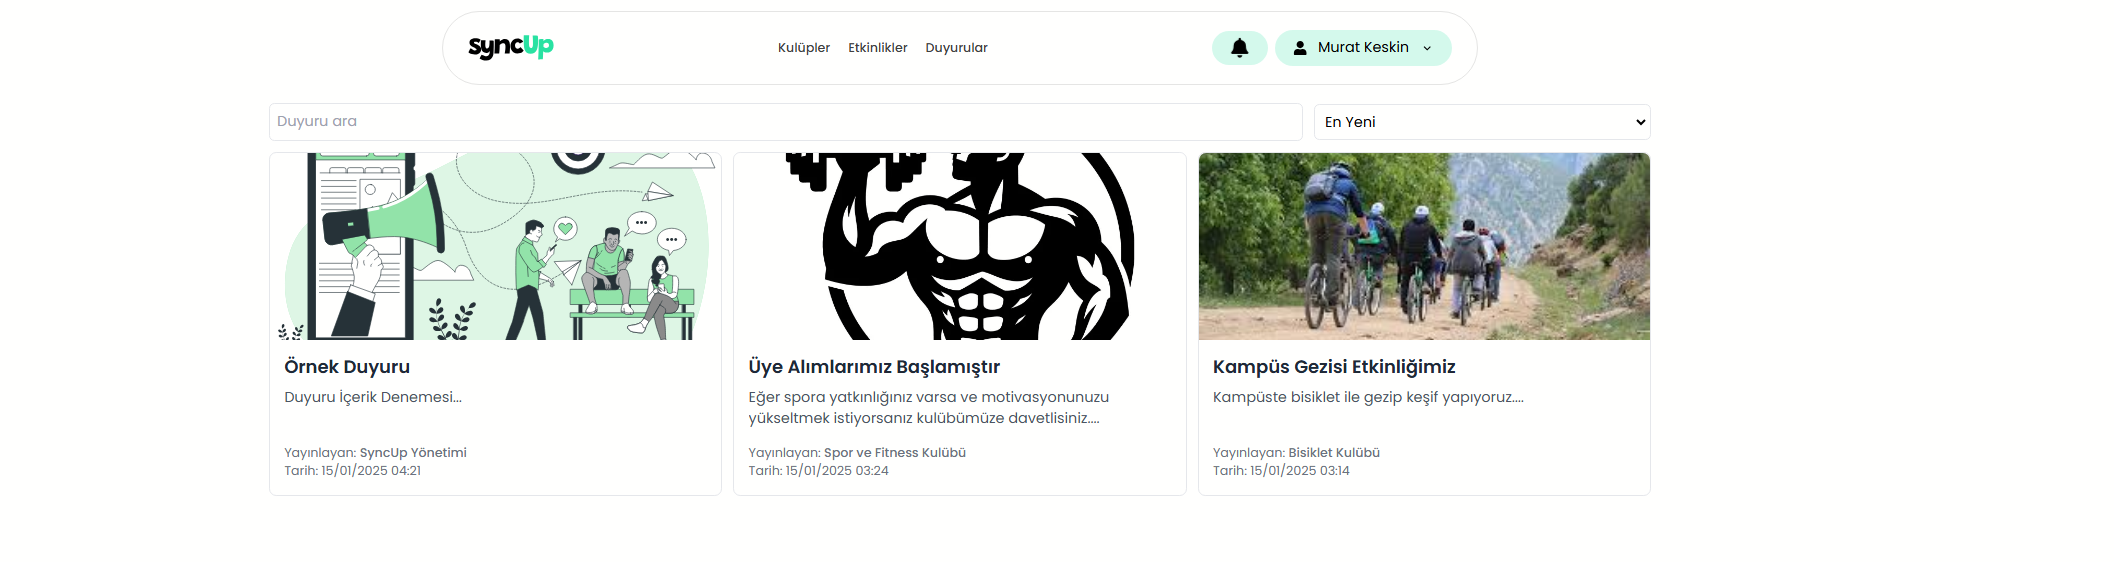 syncUp
Kulüpler Etkinlikler Duyurular
Murat Keskin
Duyuru ara
En Yeni
Örnek Duyuru
Duyuru İçerik Denemesi...
Yayınlayan: SyncUp Yönetimi
Tarih: 15/01/2025 04:21
Üye Alımlarımız Başlamıştır
Eğer spora yatkınlığınız varsa ve motivasyonunuzu
yükseltmek istiyorsanız kulübümüze davetlisiniz....
Yayınlayan: Spor ve Fitness Kulübü
Tarih: 15/01/2025 03:24
Kampüs Gezisi Etkinliğimiz
Kampüste bisiklet ile gezip keşif yapıyoruz....
Yayınlayan: Bisiklet Kulübü
Tarih: 15/01/2025 03:14